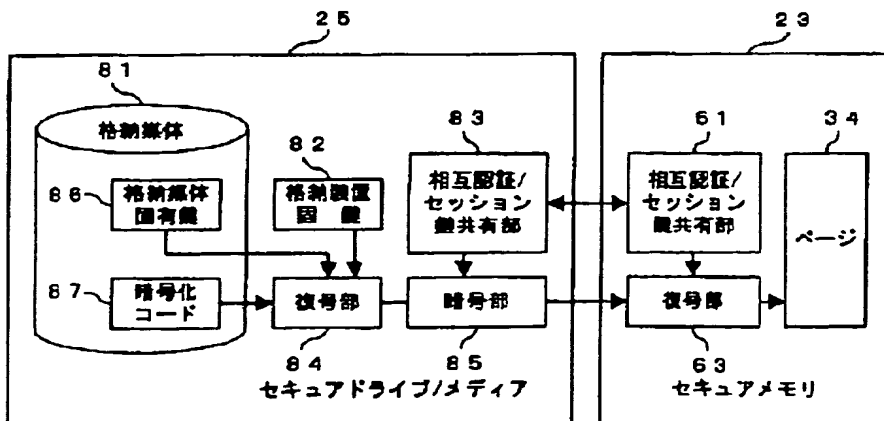 25
23
81
格納媒体
82
83
61
34
86
格納媒体
固有鍵
格納装置
固 鍵
相互認証/
セッション
鍵共有部
相互認証/
セッション
鍵共有部
ページ
87
暗号化
コード
復号部
暗号部
復号部
84
85
63
セキュアドライブ/メディア
セキュアメモリ